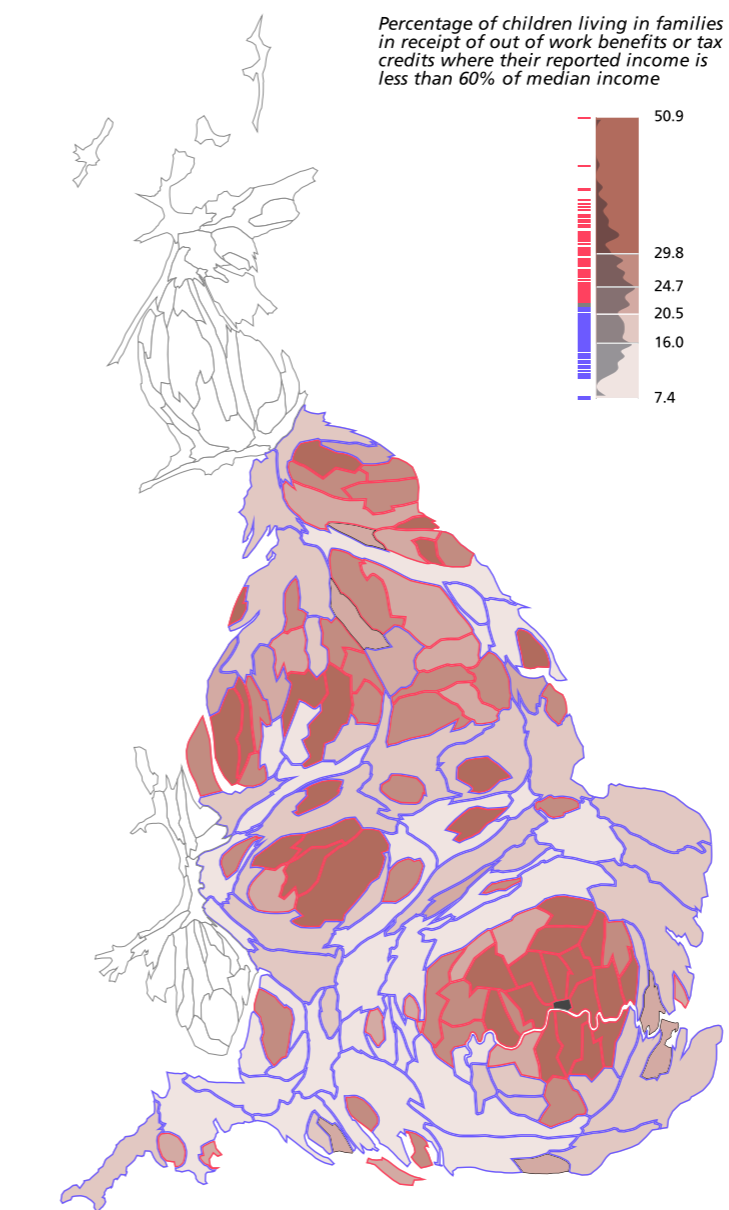 Percentage of children living in families
in receipt of out of work benefits or tax
credits where their reported income is
less than 60% of median income
50.9
29.8
24.7
20.5
16.0
7.4